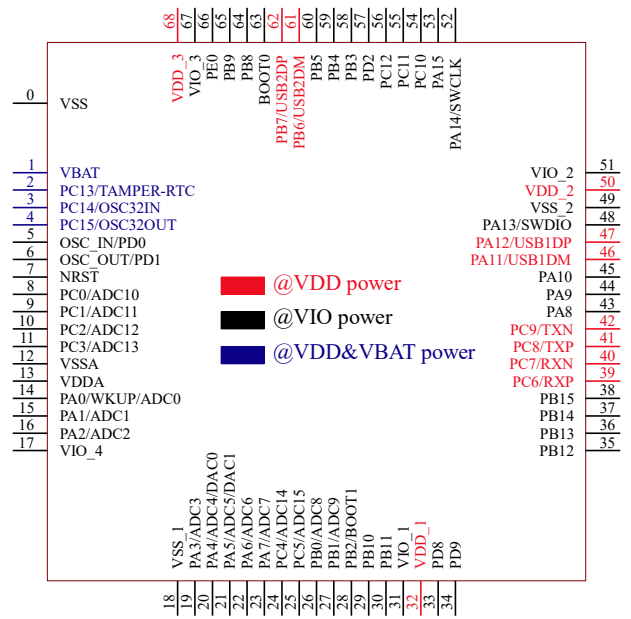 68 67 66 65 64 63 62 61 60 59 58 57 56 55 54 53 52
VDD_3
VIO_3
PE0
PB9
PB8
BOOT0
PB7/USB2DP
PB6/USB2DM
PB5
PB4
PB3
PD2
PC12
PC11
PC10
PA15
PA14/SWCLK
0 VSS
1 VBAT
2 PC13/TAMPER-RTC
3 PC14/OSC32IN
4 PC15/OSC32OUT
5 OSC_IN/PD0
6 OSC_OUT/PD1
7 NRST
8 PC0/ADC10
9 PC1/ADC11
10 PC2/ADC12
11 PC3/ADC13
12 VSSA
13 VDDA
14 PA0/WKUP/ADC0
15 PA1/ADC1
16 PA2/ADC2
17 VIO_4
@VDD power
@VIO power
@VDD&VBAT power
VIO_2 51
VDD_2 50
VSS_2 49
PA13/SWDIO 48
PA12/USB1DP 47
PA11/USB1DM 46
PA10 45
PA9 44
PA8 43
PC9/TXN 42
PC8/TXP 41
PC7/RXN 40
PC6/RXP 39
PB15 38
PB14 37
PB13 36
PB12 35
VSS_1
PA3/ADC3
PA4/ADC4/DAC0
PA5/ADC5/DAC1
PA6/ADC6
PA7/ADC7
PC4/ADC14
PC5/ADC15
PB0/ADC8
PB1/ADC9
PB2/BOOT1
PB10
PB11
VIO_1
VDD_1
PD8
PD9
18 19 20 21 22 23 24 25 26 27 28 29 30 31 32 33 34